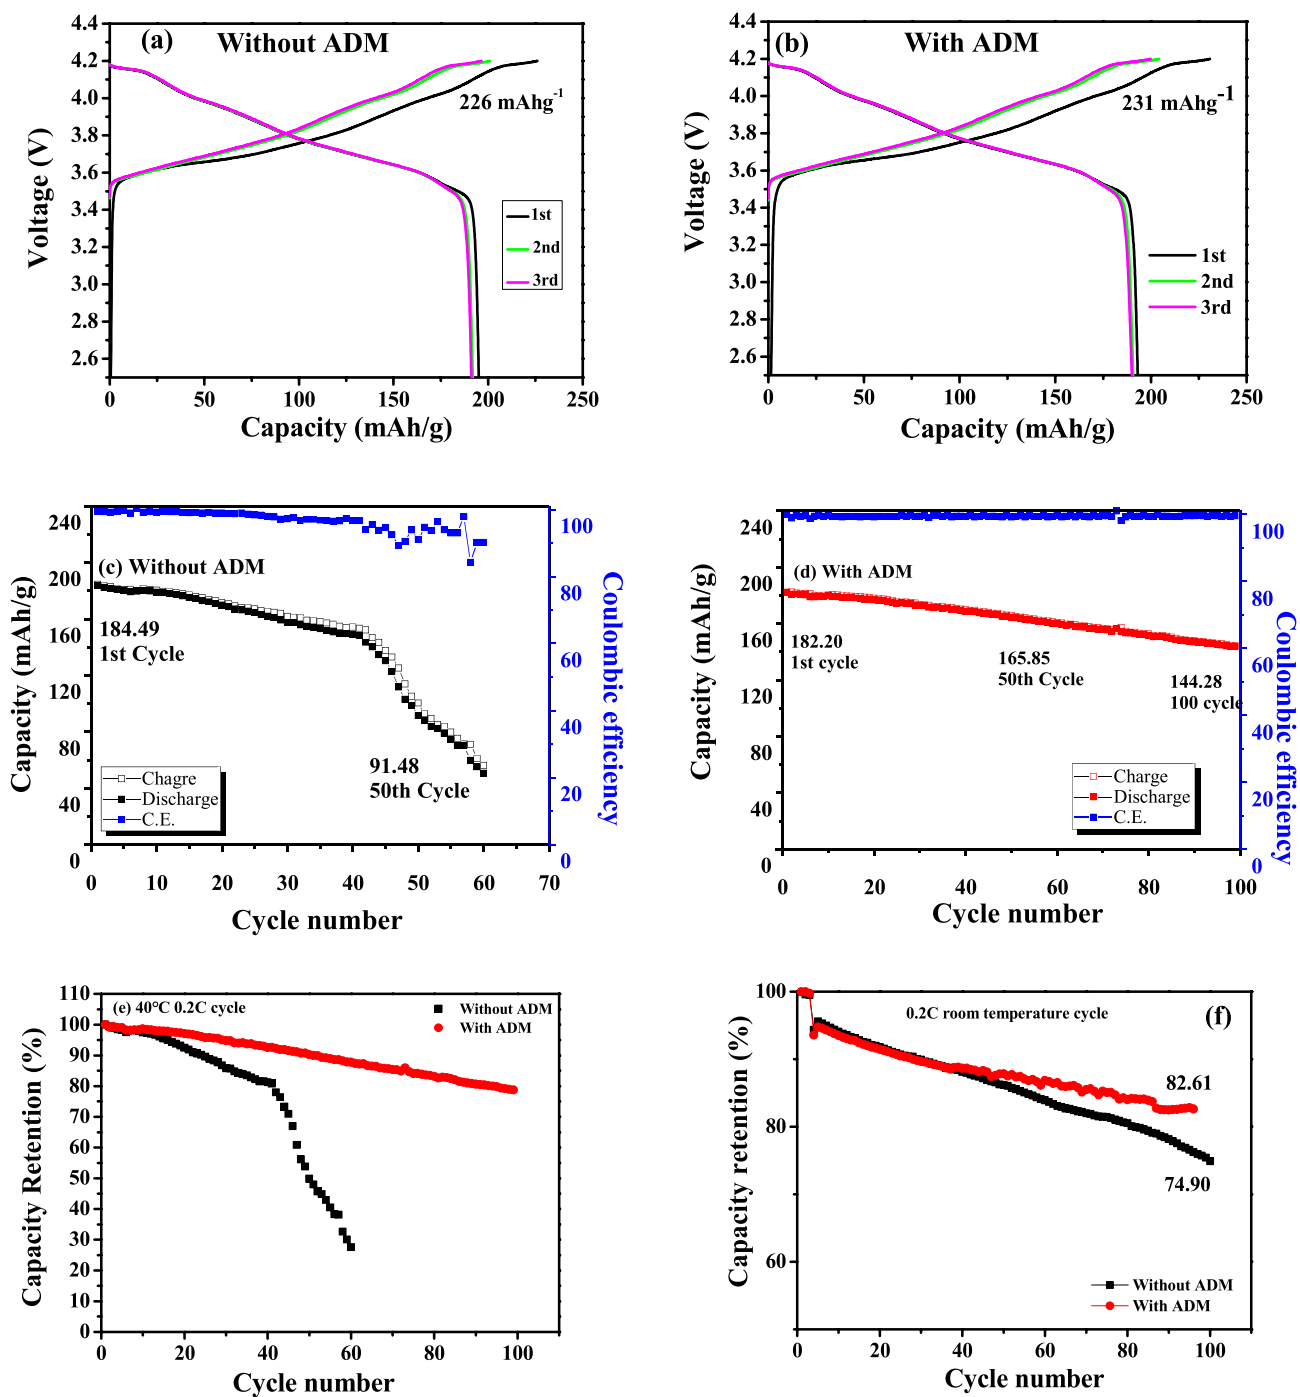 (a) Without ADM
4.4
4.2
4.0
3.8
3.6
3.4
3.2
3.0
2.8
2.6
Voltage (V)
226 mAhg-1
1st
2nd
3rd
0 50 100 150 200 250
Capacity (mAh/g)
(b) With ADM
4.4
4.2
4.0
3.8
3.6
3.4
3.2
3.0
2.8
2.6
Voltage (V)
231 mAhg-1
1st
2nd
3rd
0 50 100 150 200 250
Capacity (mAh/g)
240
200
160
120
80
40
0
Capacity (mAh/g)
(c) Without ADM
184.49
1st Cycle
91.48
50th Cycle
Chagre
Discharge
C.E.
100
80
60
40
20
0
Coulombic efficiency
0 10 20 30 40 50 60 70
Cycle number
240
200
160
120
80
40
0
Capacity (mAh/g)
(d) With ADM
182.20
1st cycle
165.85
50th Cycle
144.28
100 cycle
Charge
Discharge
C.E.
100
80
60
40
20
0
Coulombic efficiency
0 20 40 60 80 100
Cycle number
110
100
90
80
70
60
50
40
30
20
10
0
Capacity Retention (%)
(e) 40°C 0.2C cycle
Without ADM
With ADM
0 20 40 60 80 100
Cycle number
100
80
60
Capacity retention (%)
0.2C room temperature cycle
(f)
82.61
74.90
Without ADM
With ADM
0 20 40 60 80 100
Cycle number